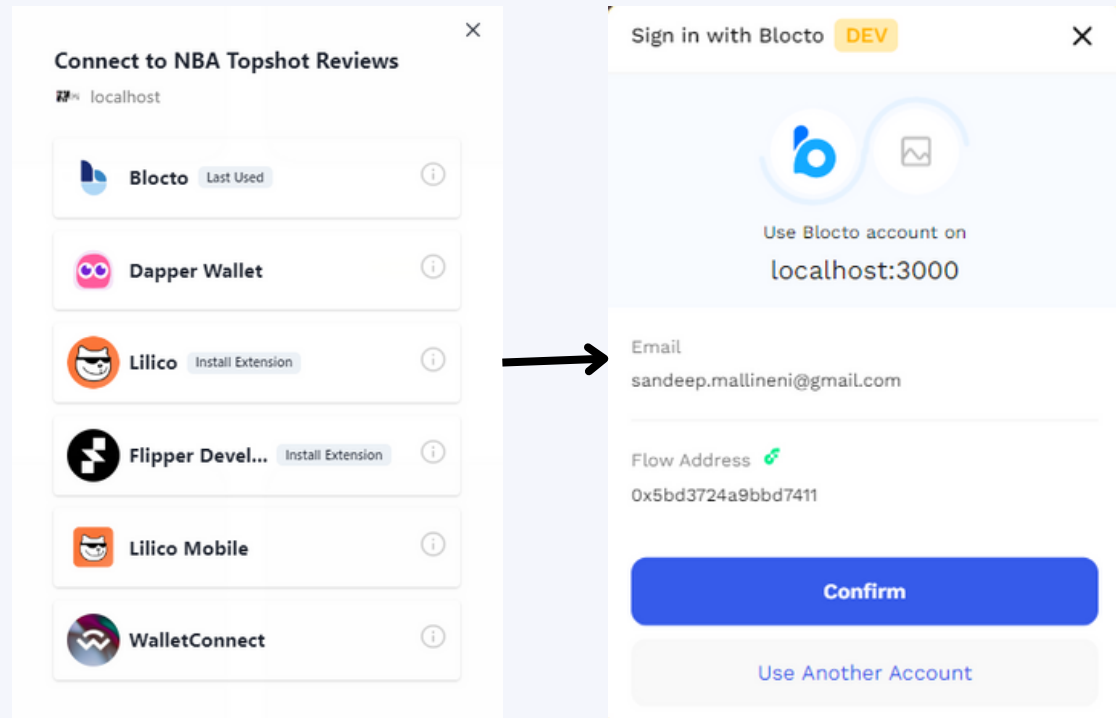 Connect to NBA Topshot Reviews
localhost
Blocto Last Used
Dapper Wallet
Lilico Install Extension
Flipper Devel... Install Extension
Lilico Mobile
WalletConnect
Sign in with Blocto DEV
Use Blocto account on
localhost:3000
Email
sandeep.mallineni@gmail.com
Flow Address
0x5bd3724a9bbd7411
Confirm
Use Another Account